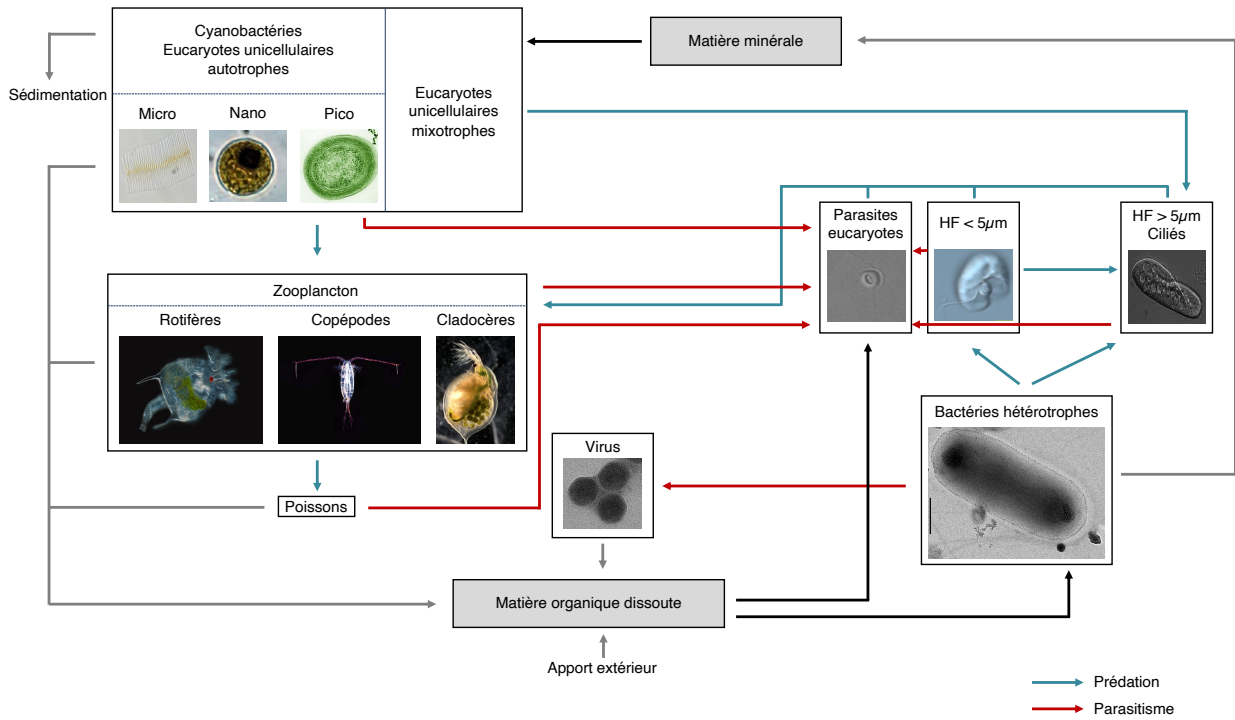 Cyanobactéries
Eucaryotes unicellulaires
autotrophes
Matière minérale
Sédimentation
Micro
Nano
Pico
Eucaryotes
unicellulaires
mixotrophes
Parasites
eucaryotes
HF < 5µm
HF > 5µm
Ciliés
Zooplancton
Rotifères
Copépodes
Cladocères
Bactéries hétérotrophes
Virus
Poissons
Matière organique dissoute
Apport extérieur
Prédation
Parasitisme